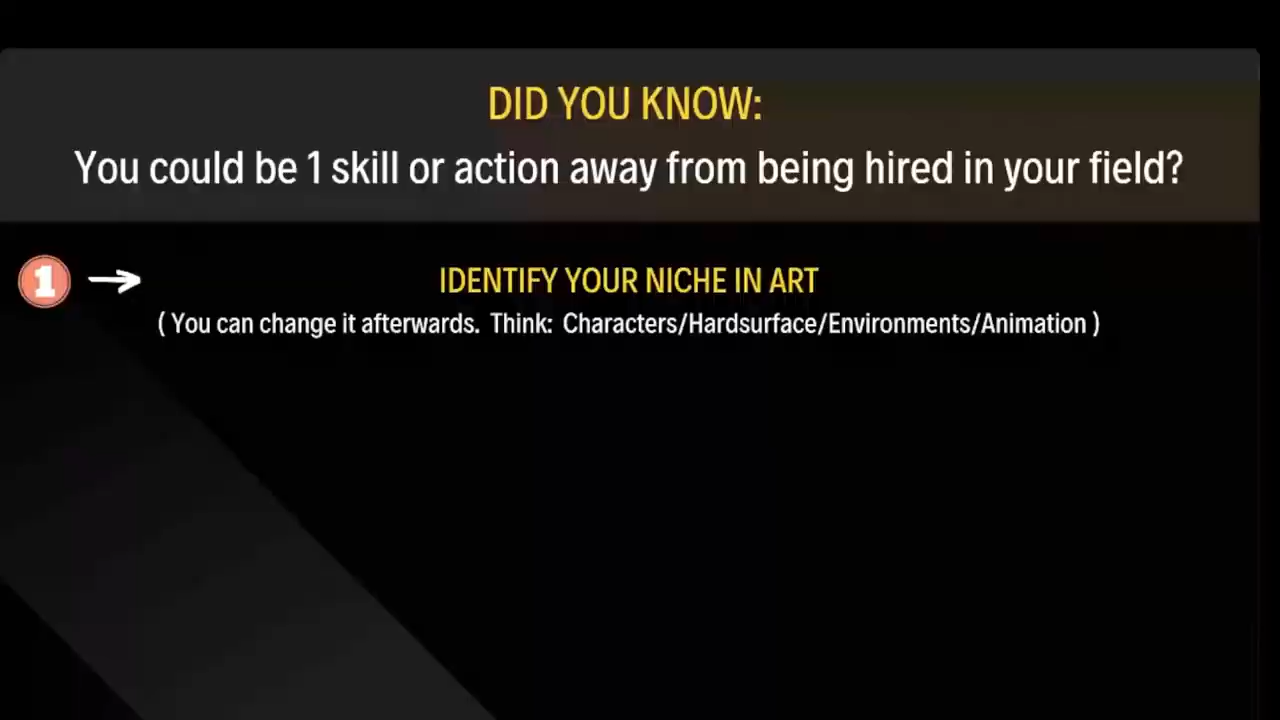 DID YOU KNOW:
You could be 1 skill or action away from being hired in your field?
1
IDENTIFY YOUR NICHE IN ART
( You can change it afterwards. Think: Characters/Hardsurface/Environments/Animation )